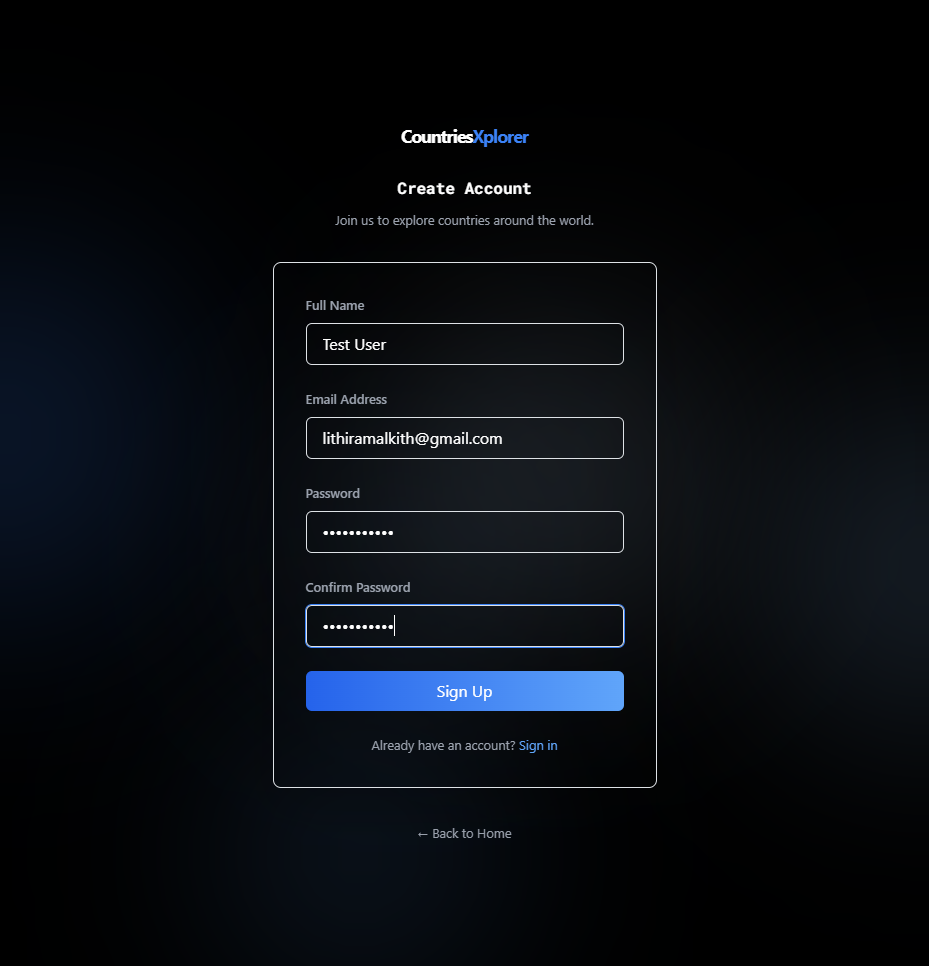 CountriesXplorer
Create Account
Join us to explore countries around the world.
Full Name
Test User
Email Address
lithiramalkith@gmail.com
Password
•••••••••••
Confirm Password
•••••••••••
Sign Up
Already have an account? Sign in
← Back to Home